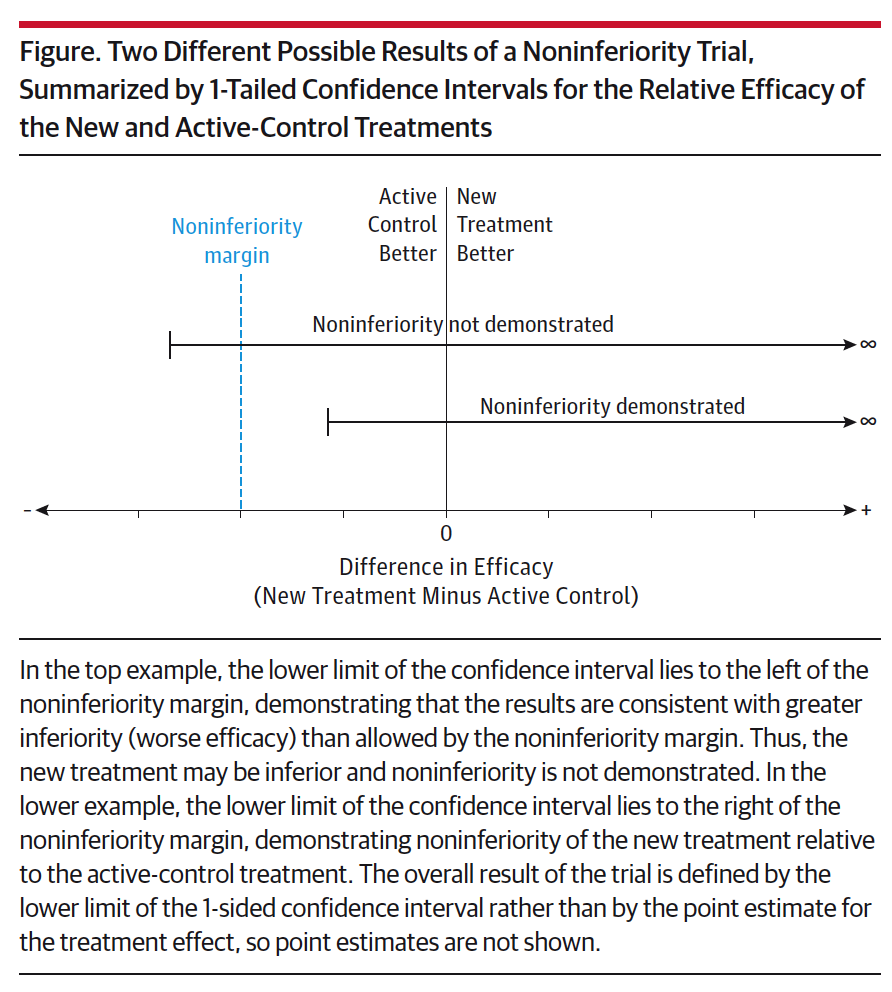 Figure. Two Different Possible Results of a Noninferiority Trial,
Summarized by 1-Tailed Confidence Intervals for the Relative Efficacy of
the New and Active-Control Treatments
Noninferiority
margin
Active
Control
Better
New
Treatment
Better
Noninferiority not demonstrated
∞
Noninferiority demonstrated
∞
-
+
0
Difference in Efficacy
(New Treatment Minus Active Control)
In the top example, the lower limit of the confidence interval lies to the left of the
noninferiority margin, demonstrating that the results are consistent with greater
inferiority (worse efficacy) than allowed by the noninferiority margin. Thus, the
new treatment may be inferior and noninferiority is not demonstrated. In the
lower example, the lower limit of the confidence interval lies to the right of the
noninferiority margin, demonstrating noninferiority of the new treatment relative
to the active-control treatment. The overall result of the trial is defined by the
lower limit of the 1-sided confidence interval rather than by the point estimate for
the treatment effect, so point estimates are not shown.